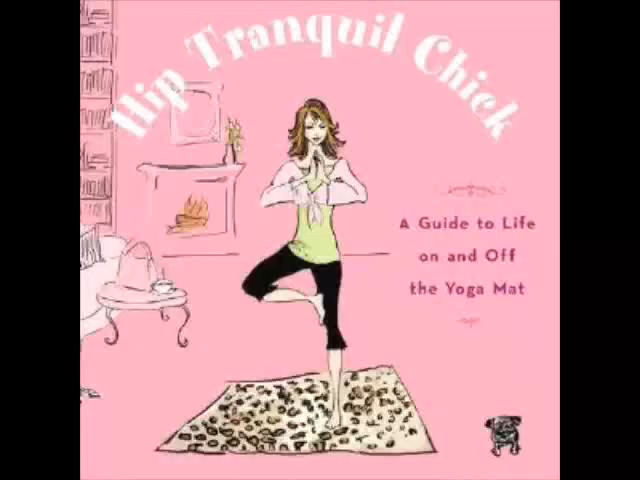 Hip Tranquil Chick
A Guide to Life
on and Off
the Yoga Mat